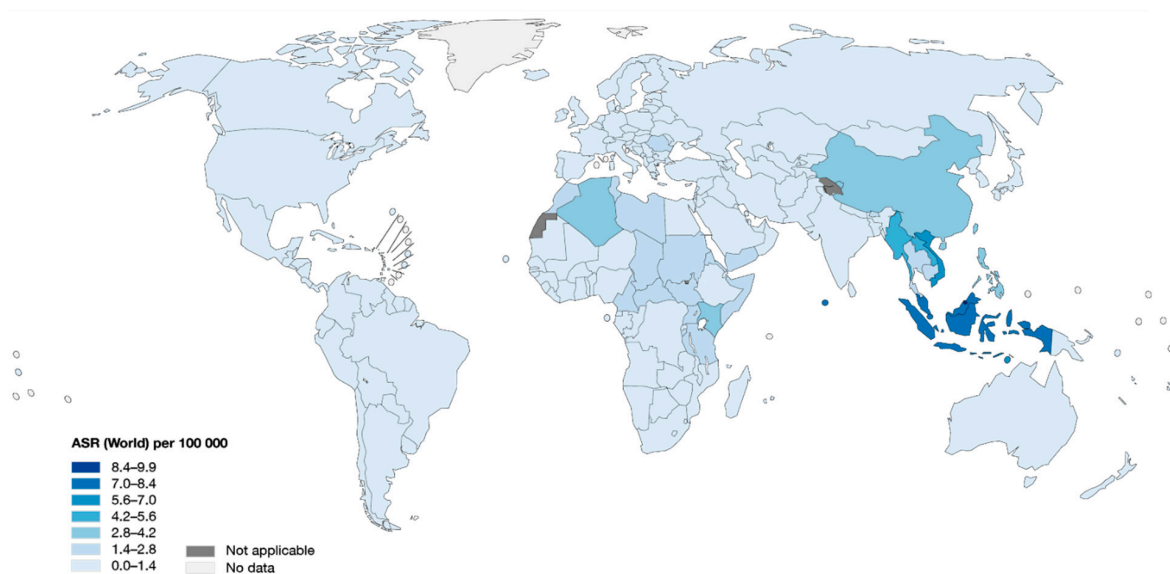 ASR (World) per 100 000
8.4–9.9
7.0–8.4
5.6–7.0
4.2–5.6
2.8–4.2
1.4–2.8
0.0–1.4
Not applicable
No data